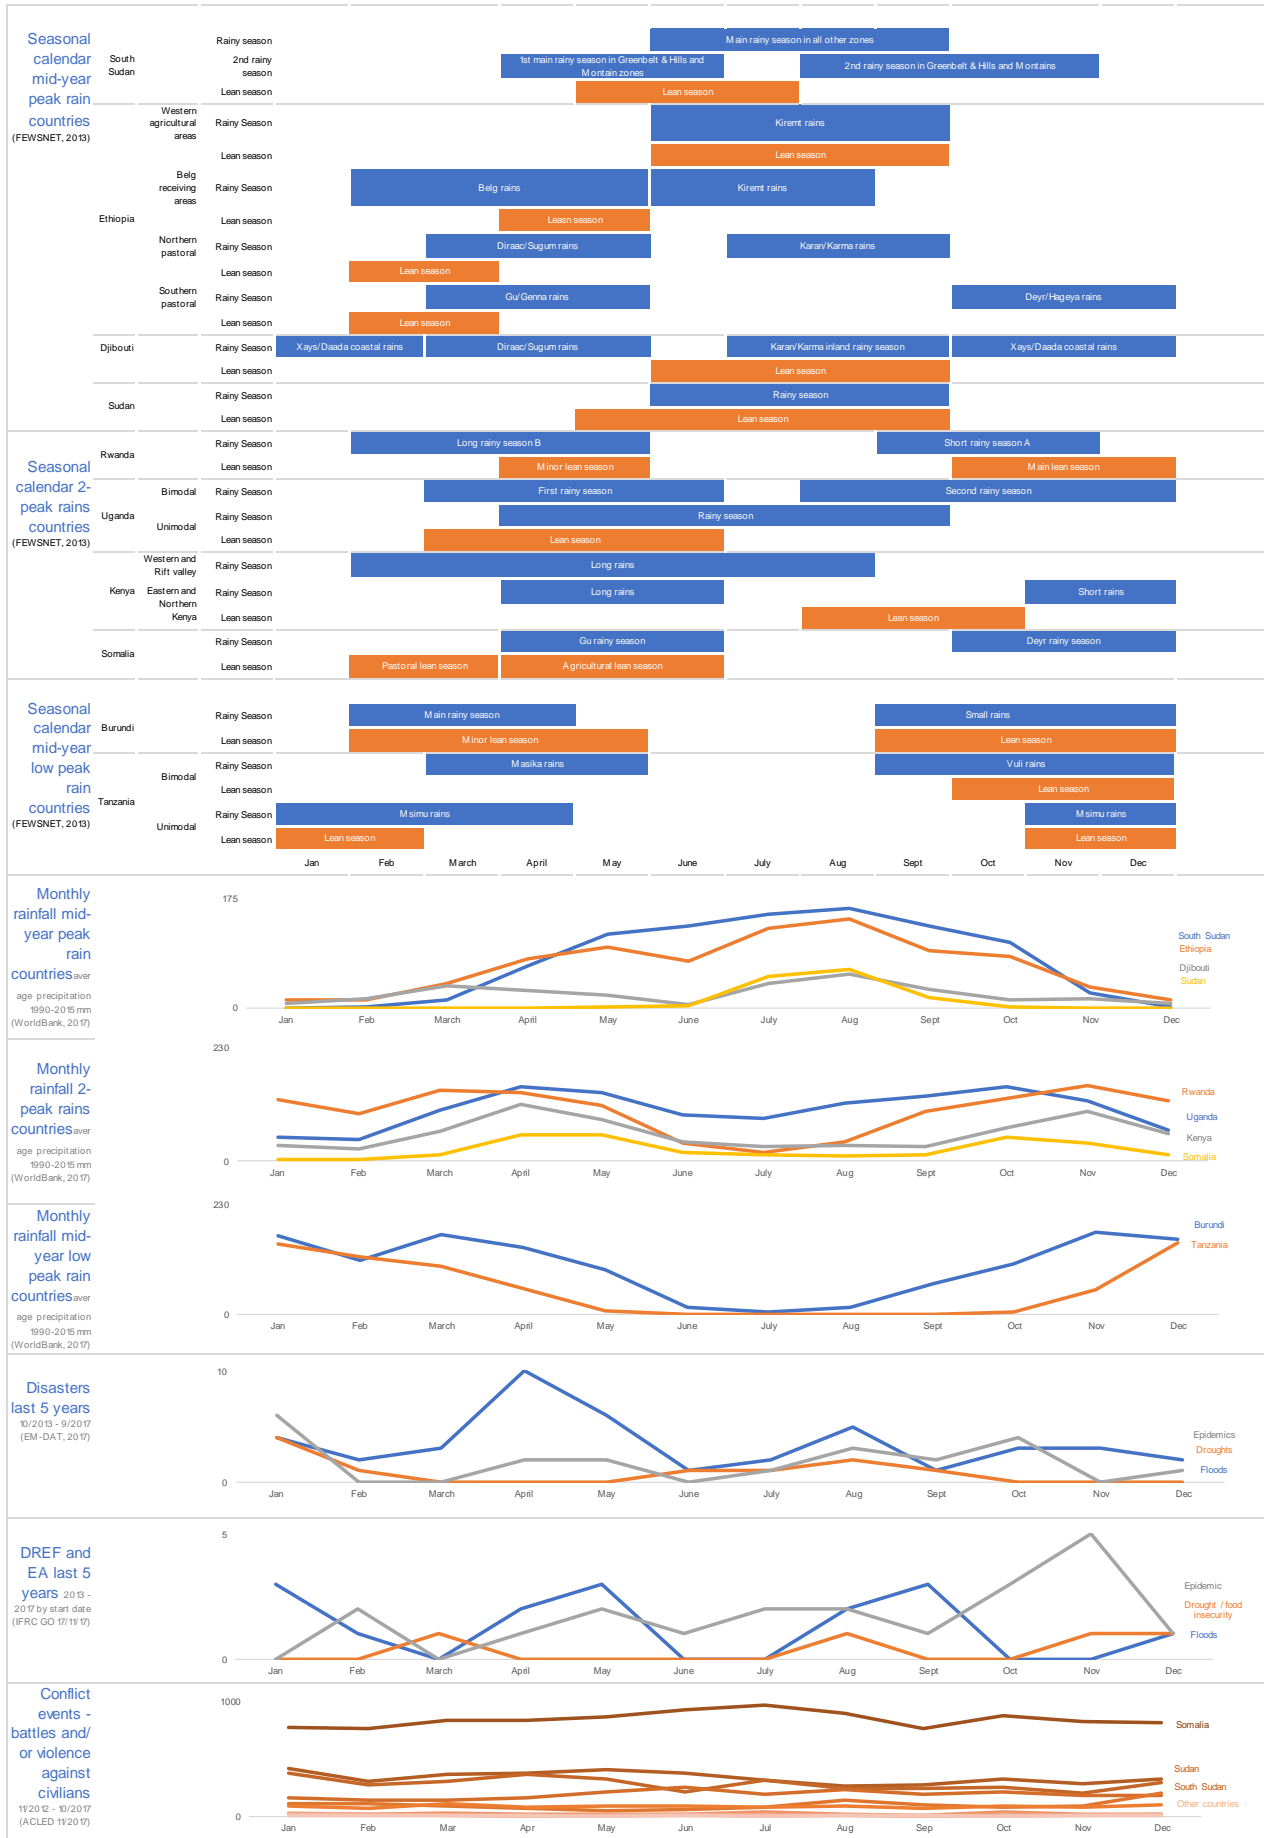 Seasonal
calendar
mid-year
peak rain
countries
(FEWSNET, 2013)
South
Sudan
Rainy season
Main rainy season in all other zones
2nd rainy
season
1st main rainy season in Greenbelt & Hills and
Montain zones
2nd rainy season in Greenbelt & Hills and Montains
Lean season
Lean season
Ethiopia
Western
agricultural
areas
Rainy Season
Kiremt rains
Lean season
Lean season
Belg
receiving
areas
Rainy Season
Belg rains
Kiremt rains
Lean season
Leasn season
Northern
pastoral
Rainy Season
Diraac/Sugum rains
Karan/Karma rains
Lean season
Lean season
Southern
pastoral
Rainy Season
Gu/Genna rains
Deyr/Hageya rains
Lean season
Lean season
Djibouti
Rainy Season
Xays/Daada coastal rains
Diraac/Sugum rains
Karan/Karma inland rainy season
Xays/Daada coastal rains
Lean season
Lean season
Sudan
Rainy Season
Rainy season
Lean season
Lean season
Seasonal
calendar 2-
peak rains
countries
(FEWSNET, 2013)
Rwanda
Rainy Season
Long rainy season B
Short rainy season A
Lean season
Minor lean season
Main lean season
Uganda
Bimodal
Rainy Season
First rainy season
Second rainy season
Unimodal
Rainy Season
Rainy season
Lean season
Lean season
Kenya
Western and
Rift valley
Rainy Season
Long rains
Eastern and
Northern
Kenya
Rainy Season
Long rains
Short rains
Lean season
Lean season
Somalia
Rainy Season
Gu rainy season
Deyr rainy season
Lean season
Pastoral lean season
Agricultural lean season
Seasonal
calendar
mid-year
low peak
rain
countries
(FEWSNET, 2013)
Burundi
Rainy Season
Main rainy season
Small rains
Lean season
Minor lean season
Lean season
Tanzania
Bimodal
Rainy Season
Masika rains
Vuli rains
Lean season
Lean season
Unimodal
Rainy Season
Msimu rains
Msimu rains
Lean season
Lean season
Lean season
Jan Feb March April May June July Aug Sept Oct Nov Dec
Monthly
rainfall mid-
year peak
rain
countries aver
age precipitation
1990-2015 mm
(WorldBank, 2017)
175
0
South Sudan
Ethiopia
Djibouti
Sudan
Jan Feb March April May June July Aug Sept Oct Nov Dec
Monthly
rainfall 2-
peak rains
countries aver
age precipitation
1990-2015 mm
(WorldBank, 2017)
230
0
Rwanda
Uganda
Kenya
Somalia
Jan Feb March April May June July Aug Sept Oct Nov Dec
Monthly
rainfall mid-
year low
peak rain
countries aver
age precipitation
1990-2015 mm
(WorldBank, 2017)
230
0
Burundi
Tanzania
Jan Feb March April May June July Aug Sept Oct Nov Dec
Disasters
last 5 years
10/2013 - 9/2017
(EM-DAT, 2017)
10
0
Epidemics
Droughts
Floods
Jan Feb March April May June July Aug Sept Oct Nov Dec
DREF and
EA last 5
years 2013 -
2017 by start date
(IFRC GO 17/11/17)
5
0
Epidemic
Drought / food
insecurity
Floods
Jan Feb March April May June July Aug Sept Oct Nov Dec
Conflict
events -
battles and/
or violence
against
civilians
11/2012 - 10/2017
(ACLED 11/2017)
1000
0
Somalia
Sudan
South Sudan
Other countries
Jan Feb March April May Jun Jul Aug Sept Oct Nov Dec